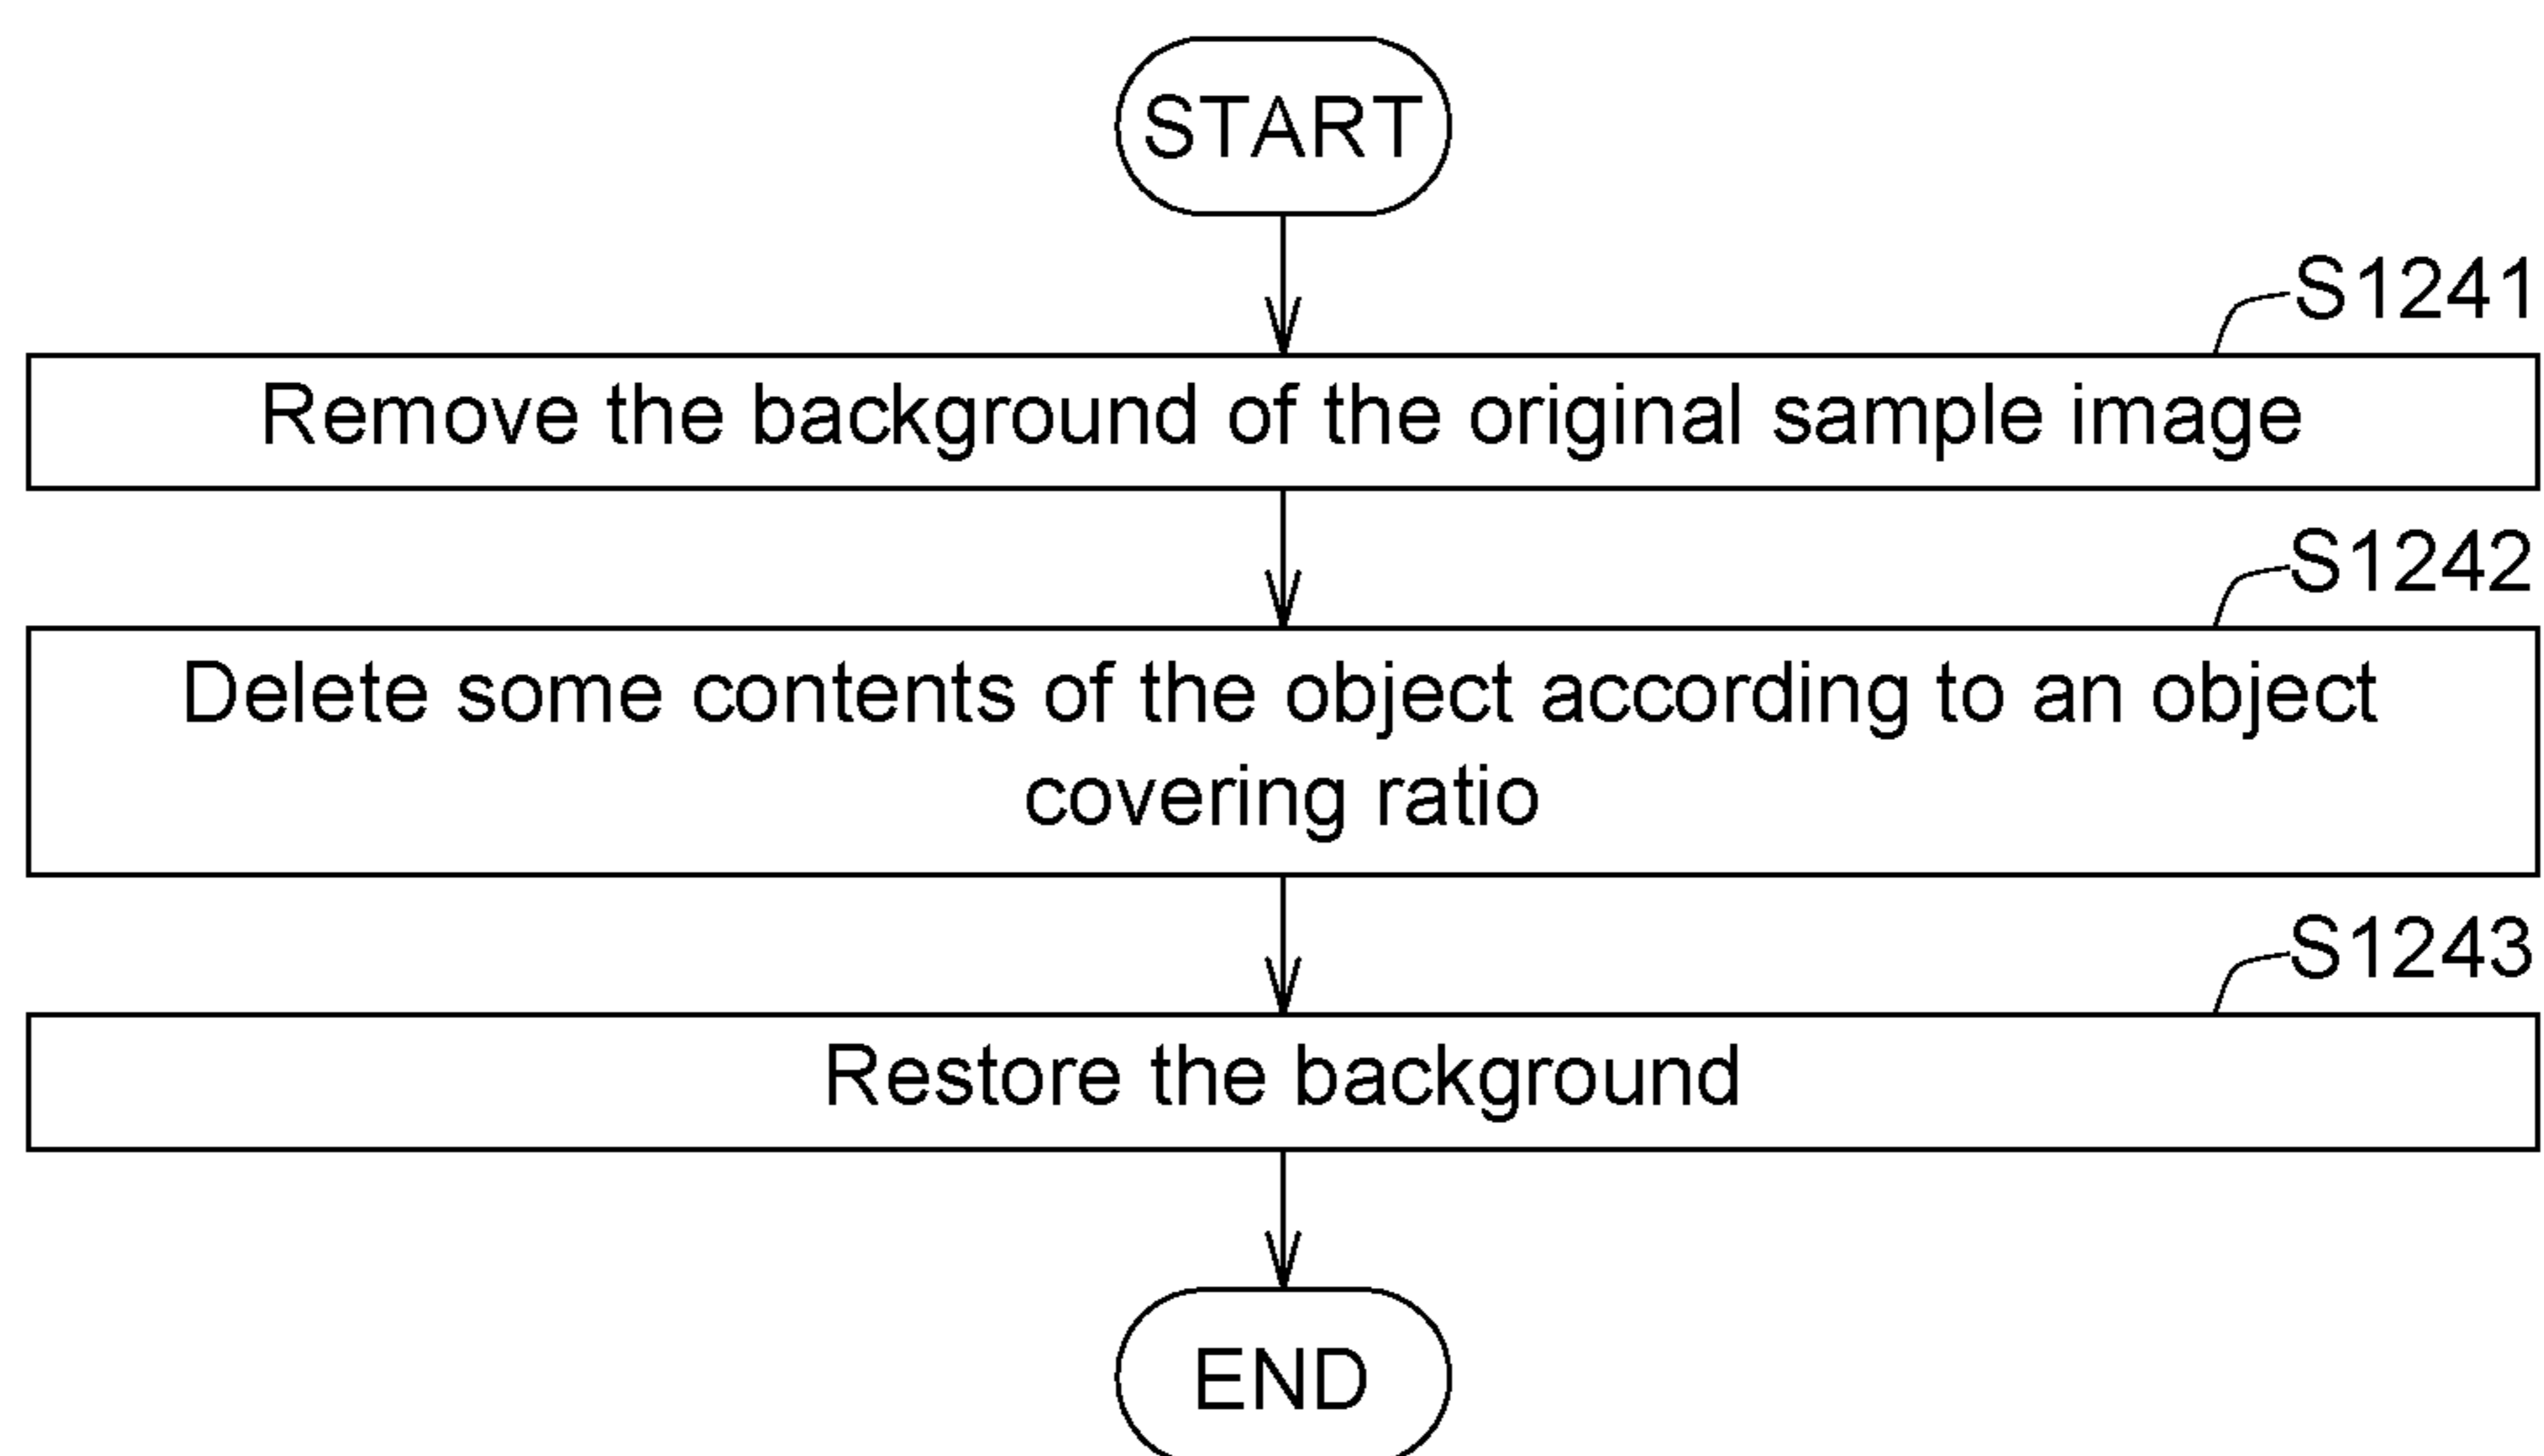 START
S1241
Remove the background of the original sample image
S1242
Delete some contents of the object according to an object
covering ratio
S1243
Restore the background
END